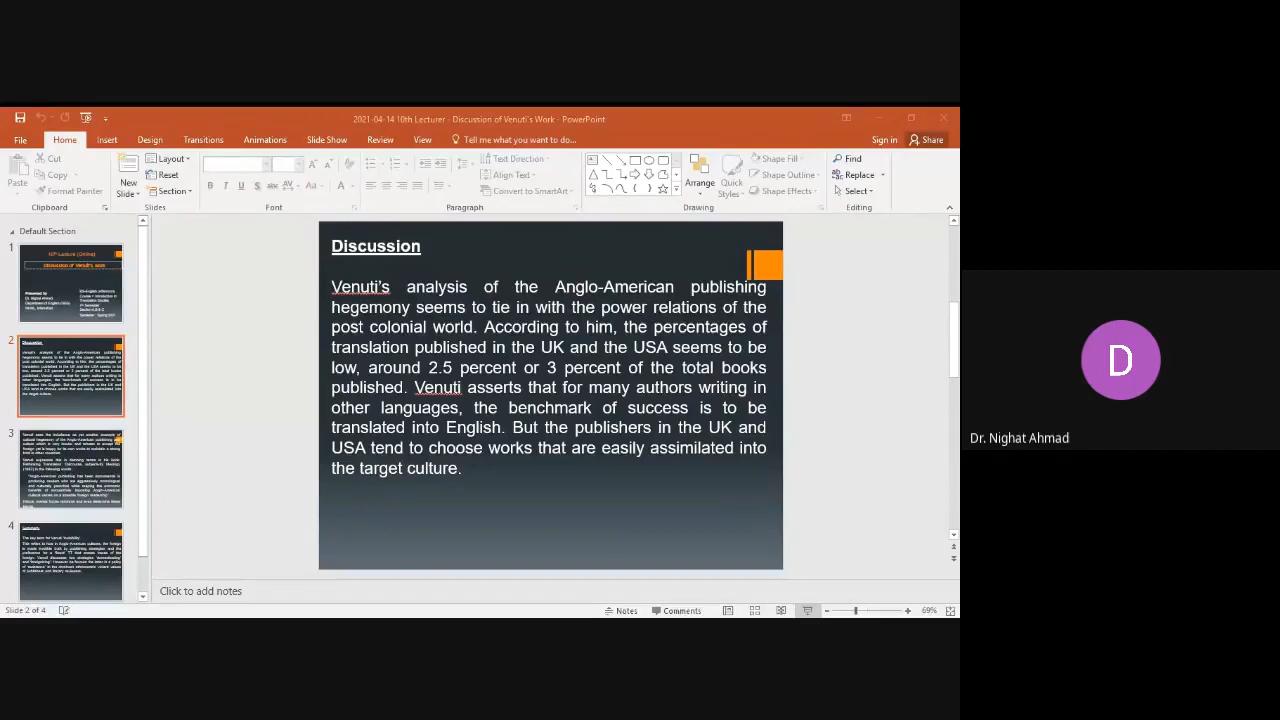 2021-04-14 10th Lecturer - Discussion of Venuti's Work - PowerPoint
File Home Insert Design Transitions Animations Slide Show Review View Tell me what you want to do... Sign in Share
Paste Cut Copy Format Painter
Clipboard
New Slide Layout Reset Section
Slides
Font
Text Direction Align Text Convert to SmartArt
Paragraph
Arrange Quick Styles Shape Fill Shape Outline Shape Effects
Drawing
Find Replace Select
Editing
Default Section
1
2
3
4
Discussion
Venuti's analysis of the Anglo-American publishing
hegemony seems to tie in with the power relations of the
post colonial world. According to him, the percentages of
translation published in the UK and the USA seems to be
low, around 2.5 percent or 3 percent of the total books
published. Venuti asserts that for many authors writing in
other languages, the benchmark of success is to be
translated into English. But the publishers in the UK and
USA tend to choose works that are easily assimilated into
the target culture.
Click to add notes
Slide 2 of 4 Notes Comments 69%
D
Dr. Nighat Ahmad